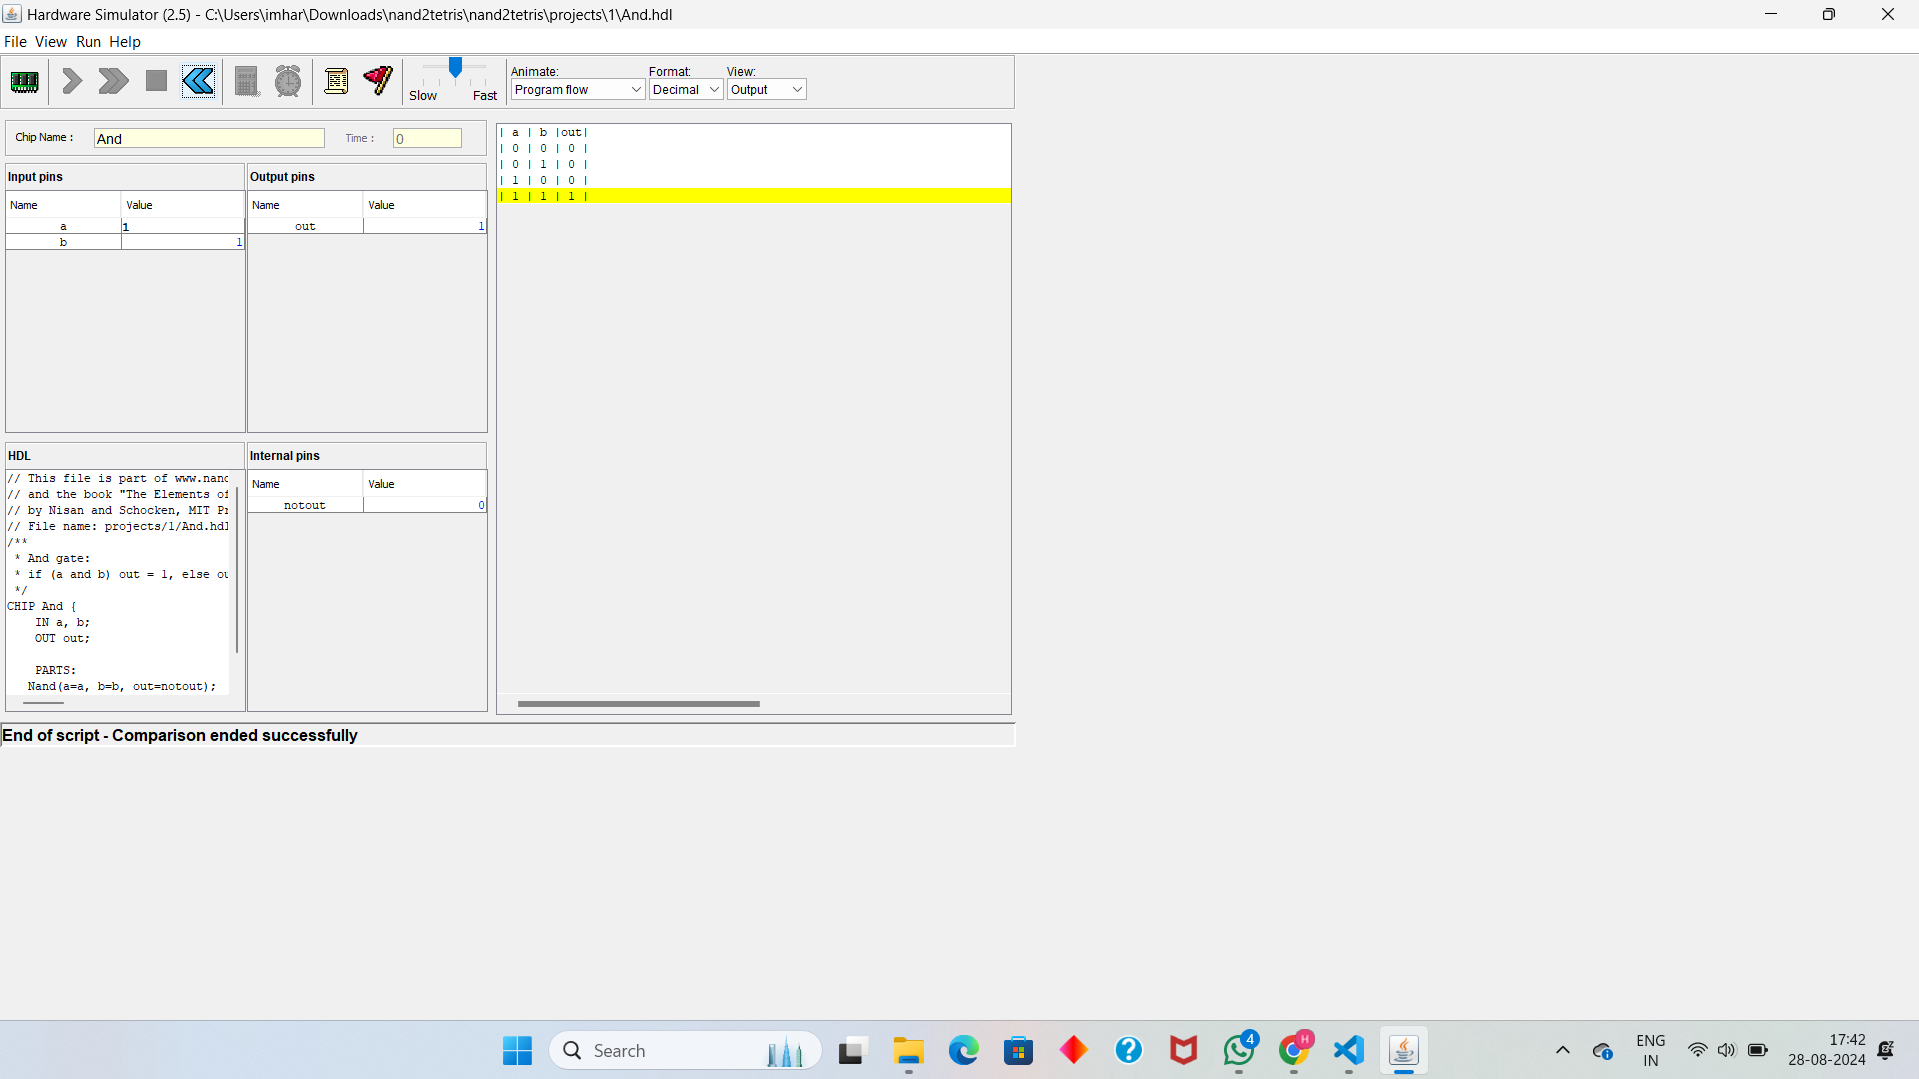 Hardware Simulator (2.5) - C:\Users\imhar\Downloads\nand2tetris\nand2tetris\projects\1\And.hdl
File View Run Help
Slow Fast
Animate: Format: View:
Program flow Decimal Output
Chip Name : And Time : 0
Input pins
Name Value
a 1
b 1
Output pins
Name Value
out 1
| a | b |out|
| 0 | 0 | 0 |
| 0 | 1 | 0 |
| 1 | 0 | 0 |
| 1 | 1 | 1 |
HDL
// This file is part of www.nand
// and the book "The Elements of
// by Nisan and Schocken, MIT Pr
// File name: projects/1/And.hdl
/**
* And gate:
* if (a and b) out = 1, else ou
*/
CHIP And {
IN a, b;
OUT out;
PARTS:
Nand(a=a, b=b, out=notout);
Internal pins
Name Value
notout 0
End of script - Comparison ended successfully
Search
4
H
ENG
IN
17:42
28-08-2024